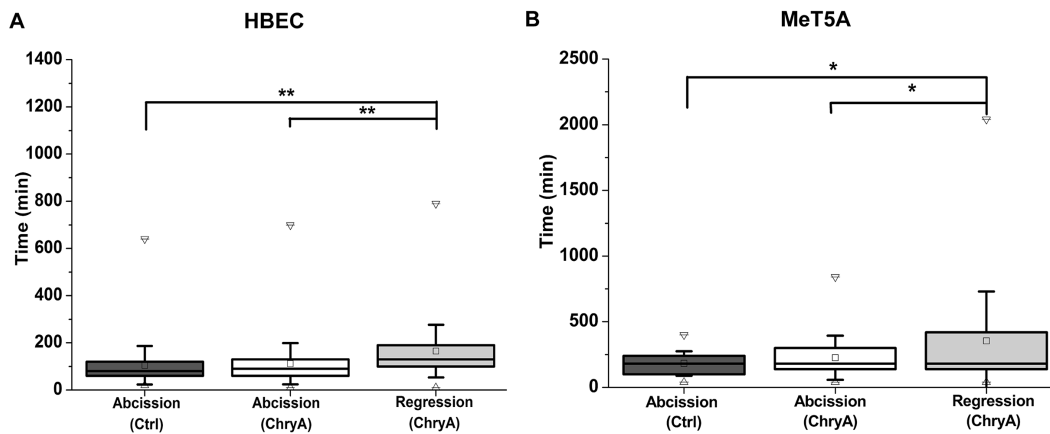 A
HBEC
Time (min)
1400
1200
1000
800
600
400
200
0
**
**
Abcission
(Ctrl)
Abcission
(ChryA)
Regression
(ChryA)
B
MeT5A
Time (min)
2500
2000
1500
1000
500
0
*
*
Abcission
(Ctrl)
Abcission
(ChryA)
Regression
(ChryA)